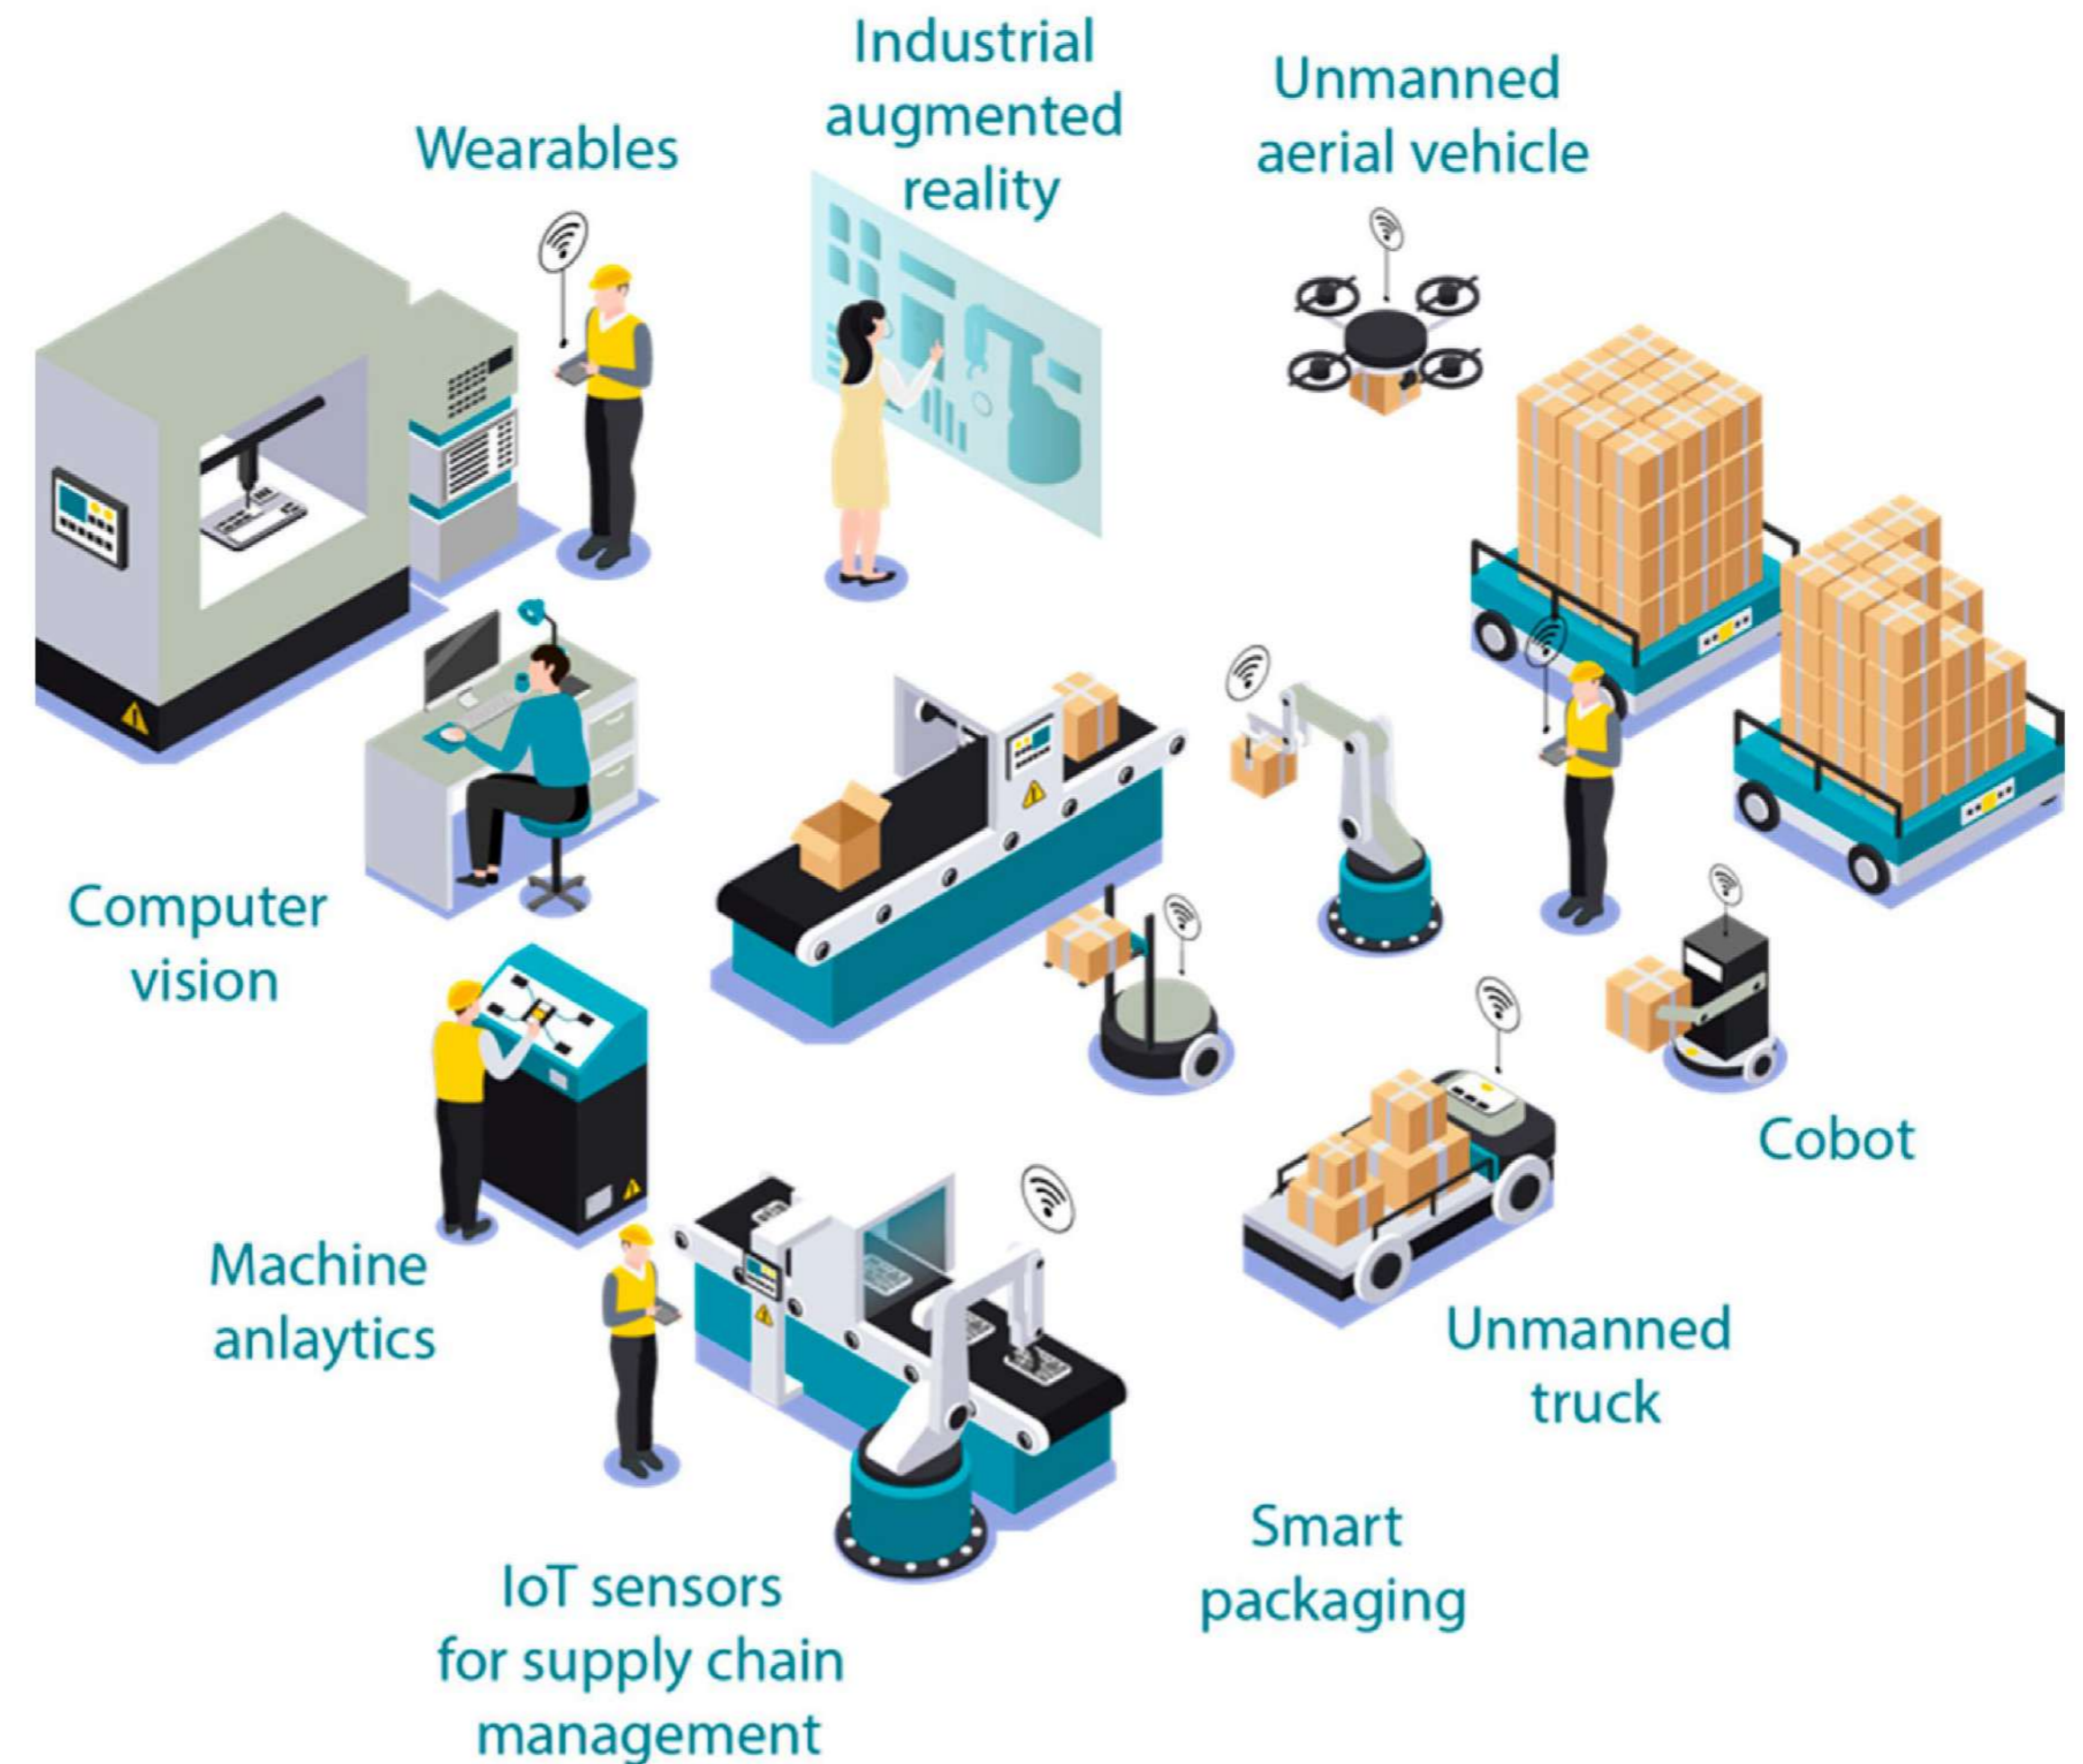 Industrial
augmented
reality
Unmanned
aerial vehicle
Wearables
Computer
vision
Cobot
Machine
anlaytics
Unmanned
truck
Smart
packaging
IoT sensors
for supply chain
management